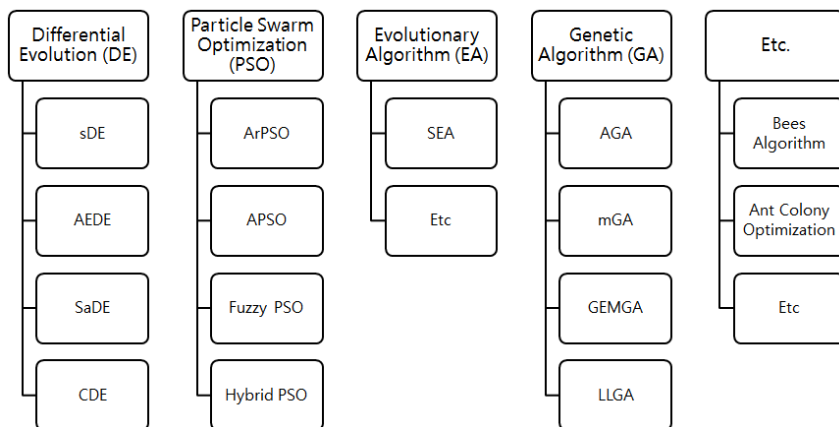 Differential
Evolution (DE)
sDE
AEDE
SaDE
CDE
Particle Swarm
Optimization
(PSO)
ArPSO
APSO
Fuzzy PSO
Hybrid PSO
Evolutionary
Algorithm (EA)
SEA
Etc
Genetic
Algorithm (GA)
AGA
mGA
GEMGA
LLGA
Etc.
Bees
Algorithm
Ant Colony
Optimization
Etc